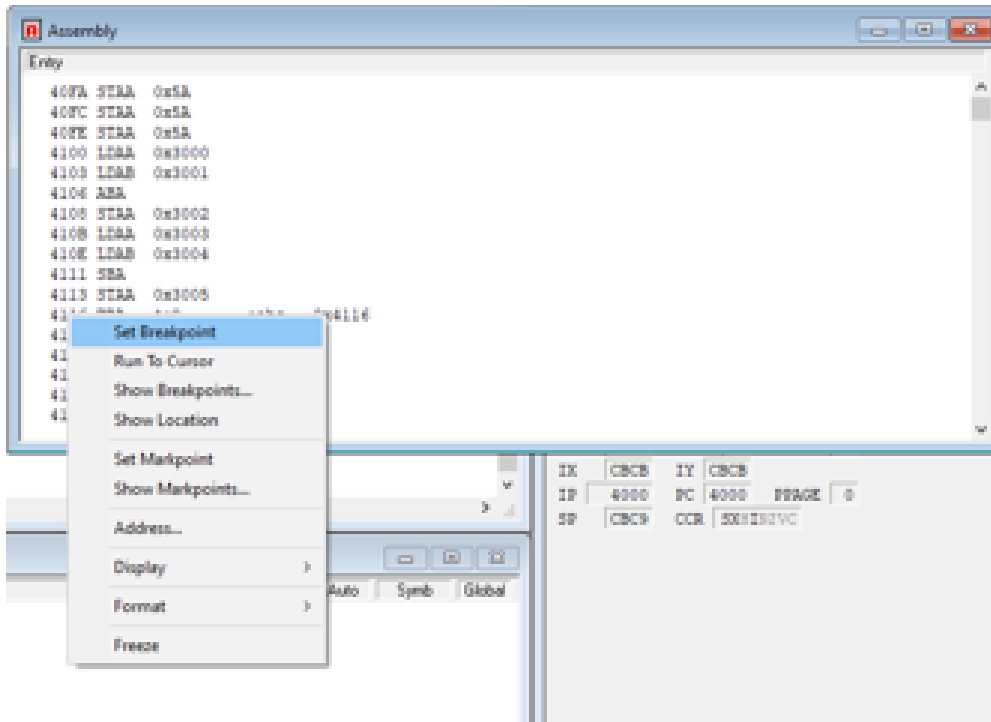 Assembly
Entry
40FA STAA 0x5A
40FC STAA 0x5A
40FE STAA 0x5A
4100 LDAA 0x3000
4103 LDAB 0x3001
4106 ABA
4108 STAA 0x3002
410B LDAA 0x3003
410E LDAB 0x3004
4111 SBA
4113 STAA 0x3005
0x4116
Set Breakpoint
Run To Cursor
Show Breakpoints...
Show Location
Set Markpoint
Show Markpoints...
Address...
Display
Format
Freeze
IX CBCB IY CBCB
IP 4000 PC 4000 PPAGE 0
SP CBC9 CCR SXHINZVC
Auto Symb Global